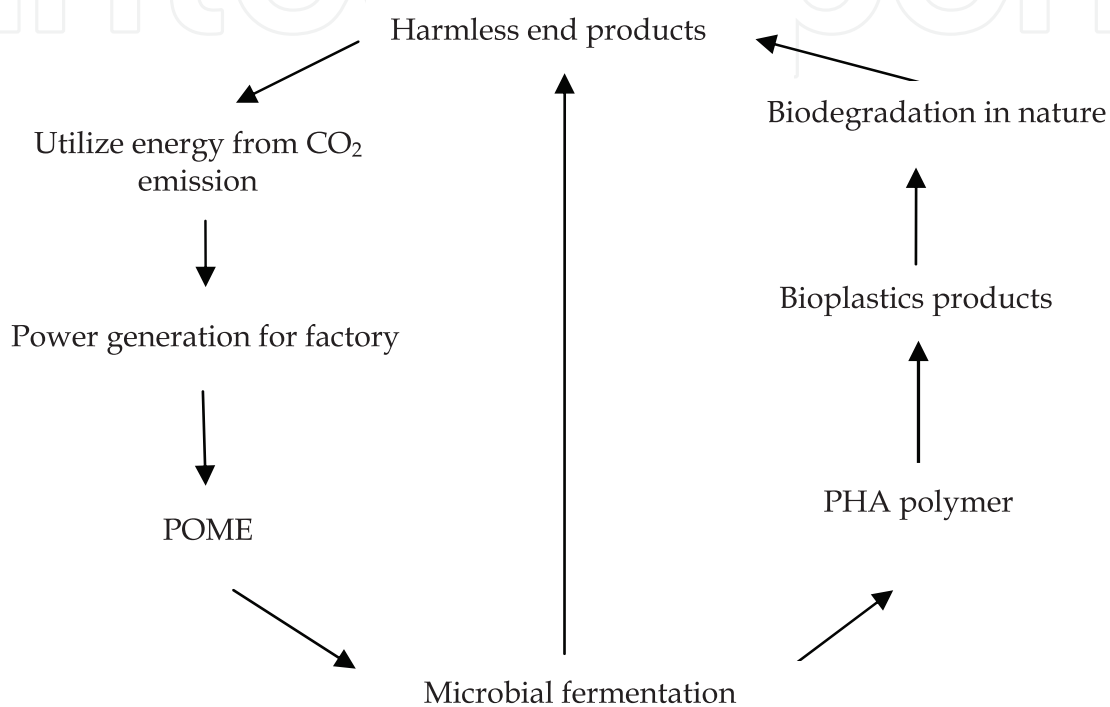 Harmless end products
Biodegradation in nature
Utilize energy from CO₂
emission
Bioplastics products
Power generation for factory
PHA polymer
POME
Microbial fermentation